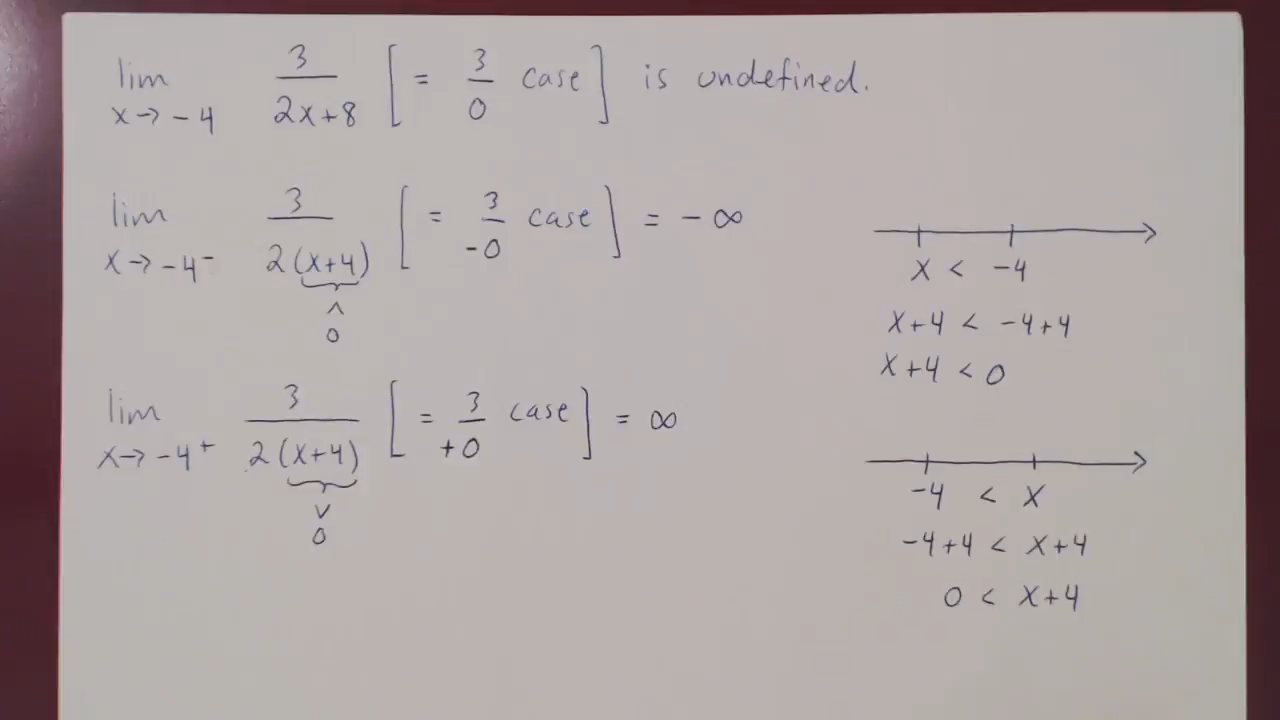 lim x→-4 3/(2x+8) [= 3/0 case] is undefined.
lim x→-4⁻ 3/(2(x+4)) [= 3/-0 case] = -∞
^
0
lim x→-4⁺ 3/(2(x+4)) [= 3/+0 case] = ∞
v
0
x < -4
x+4 < -4+4
x+4 < 0
-4 < x
-4+4 < x+4
0 < x+4